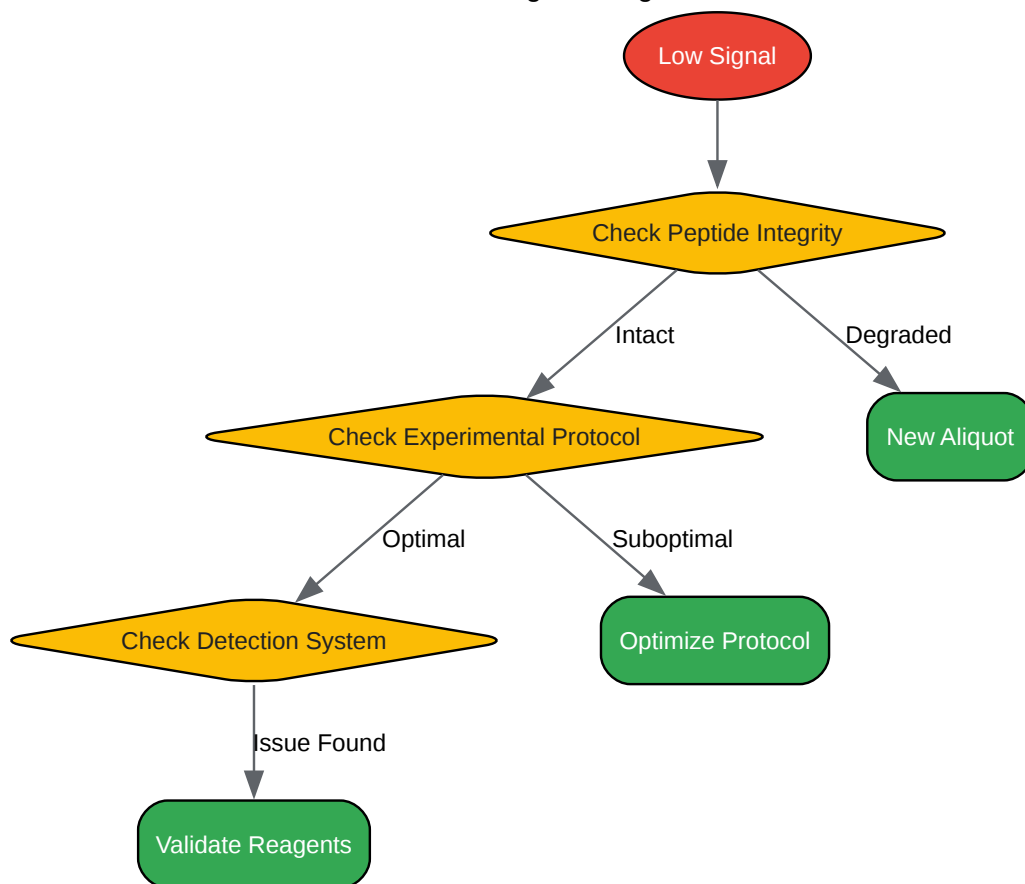 Low Signal
Check Peptide Integrity
Intact
Degraded
Check Experimental Protocol
New Aliquot
Optimal
Suboptimal
Check Detection System
Optimize Protocol
Issue Found
Validate Reagents